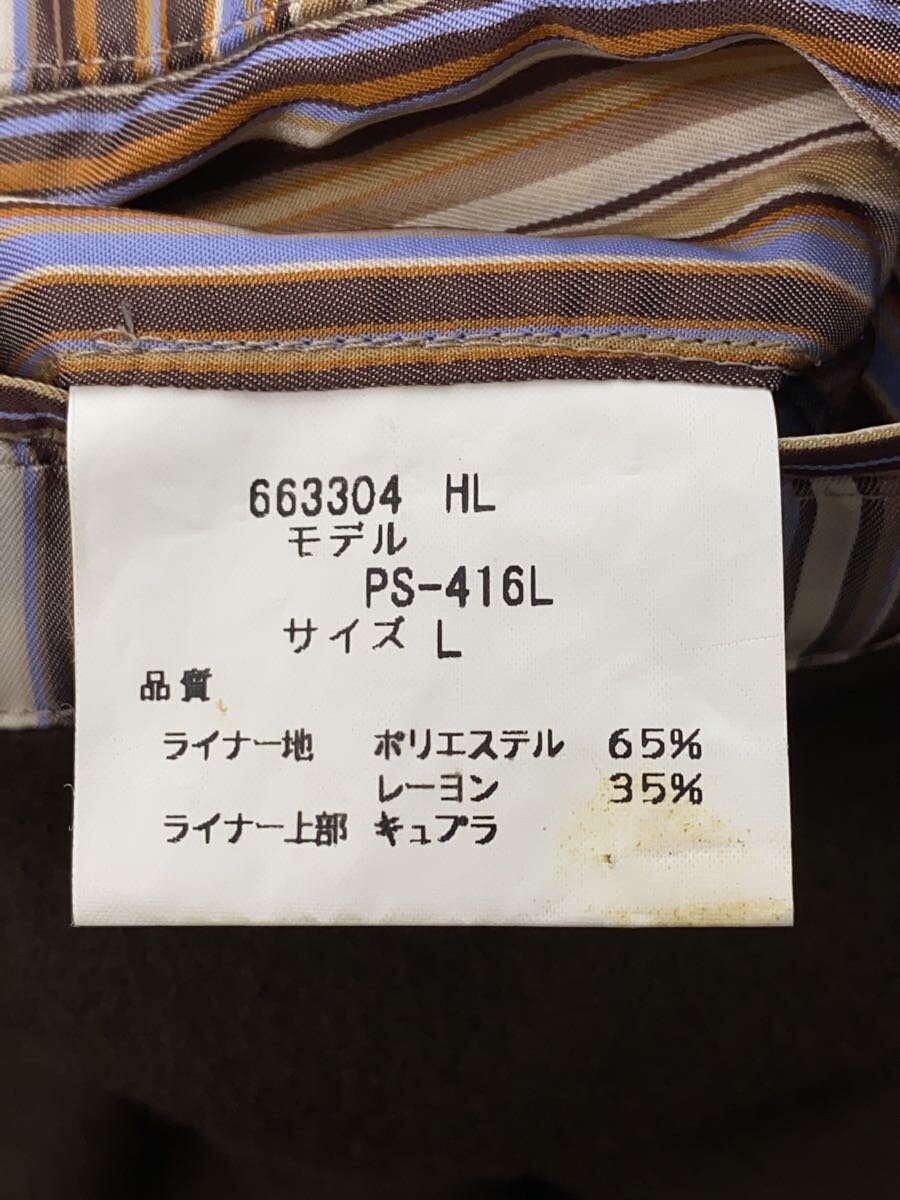 663304 HL
モデル
PS-416L
サイズ L
品質
ライナー地 ポリエステル 65%
レーヨン 35%
ライナー上部 キュプラ